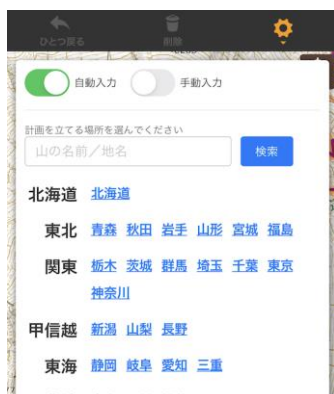 ひとつ戻る 削除
自動入力 手動入力
計画を立てる場所を選んでください
山の名前／地名 検索
北海道 北海道
東北 青森 秋田 岩手 山形 宮城 福島
関東 栃木 茨城 群馬 埼玉 千葉 東京
神奈川
甲信越 新潟 山梨 長野
東海 静岡 岐阜 愛知 三重